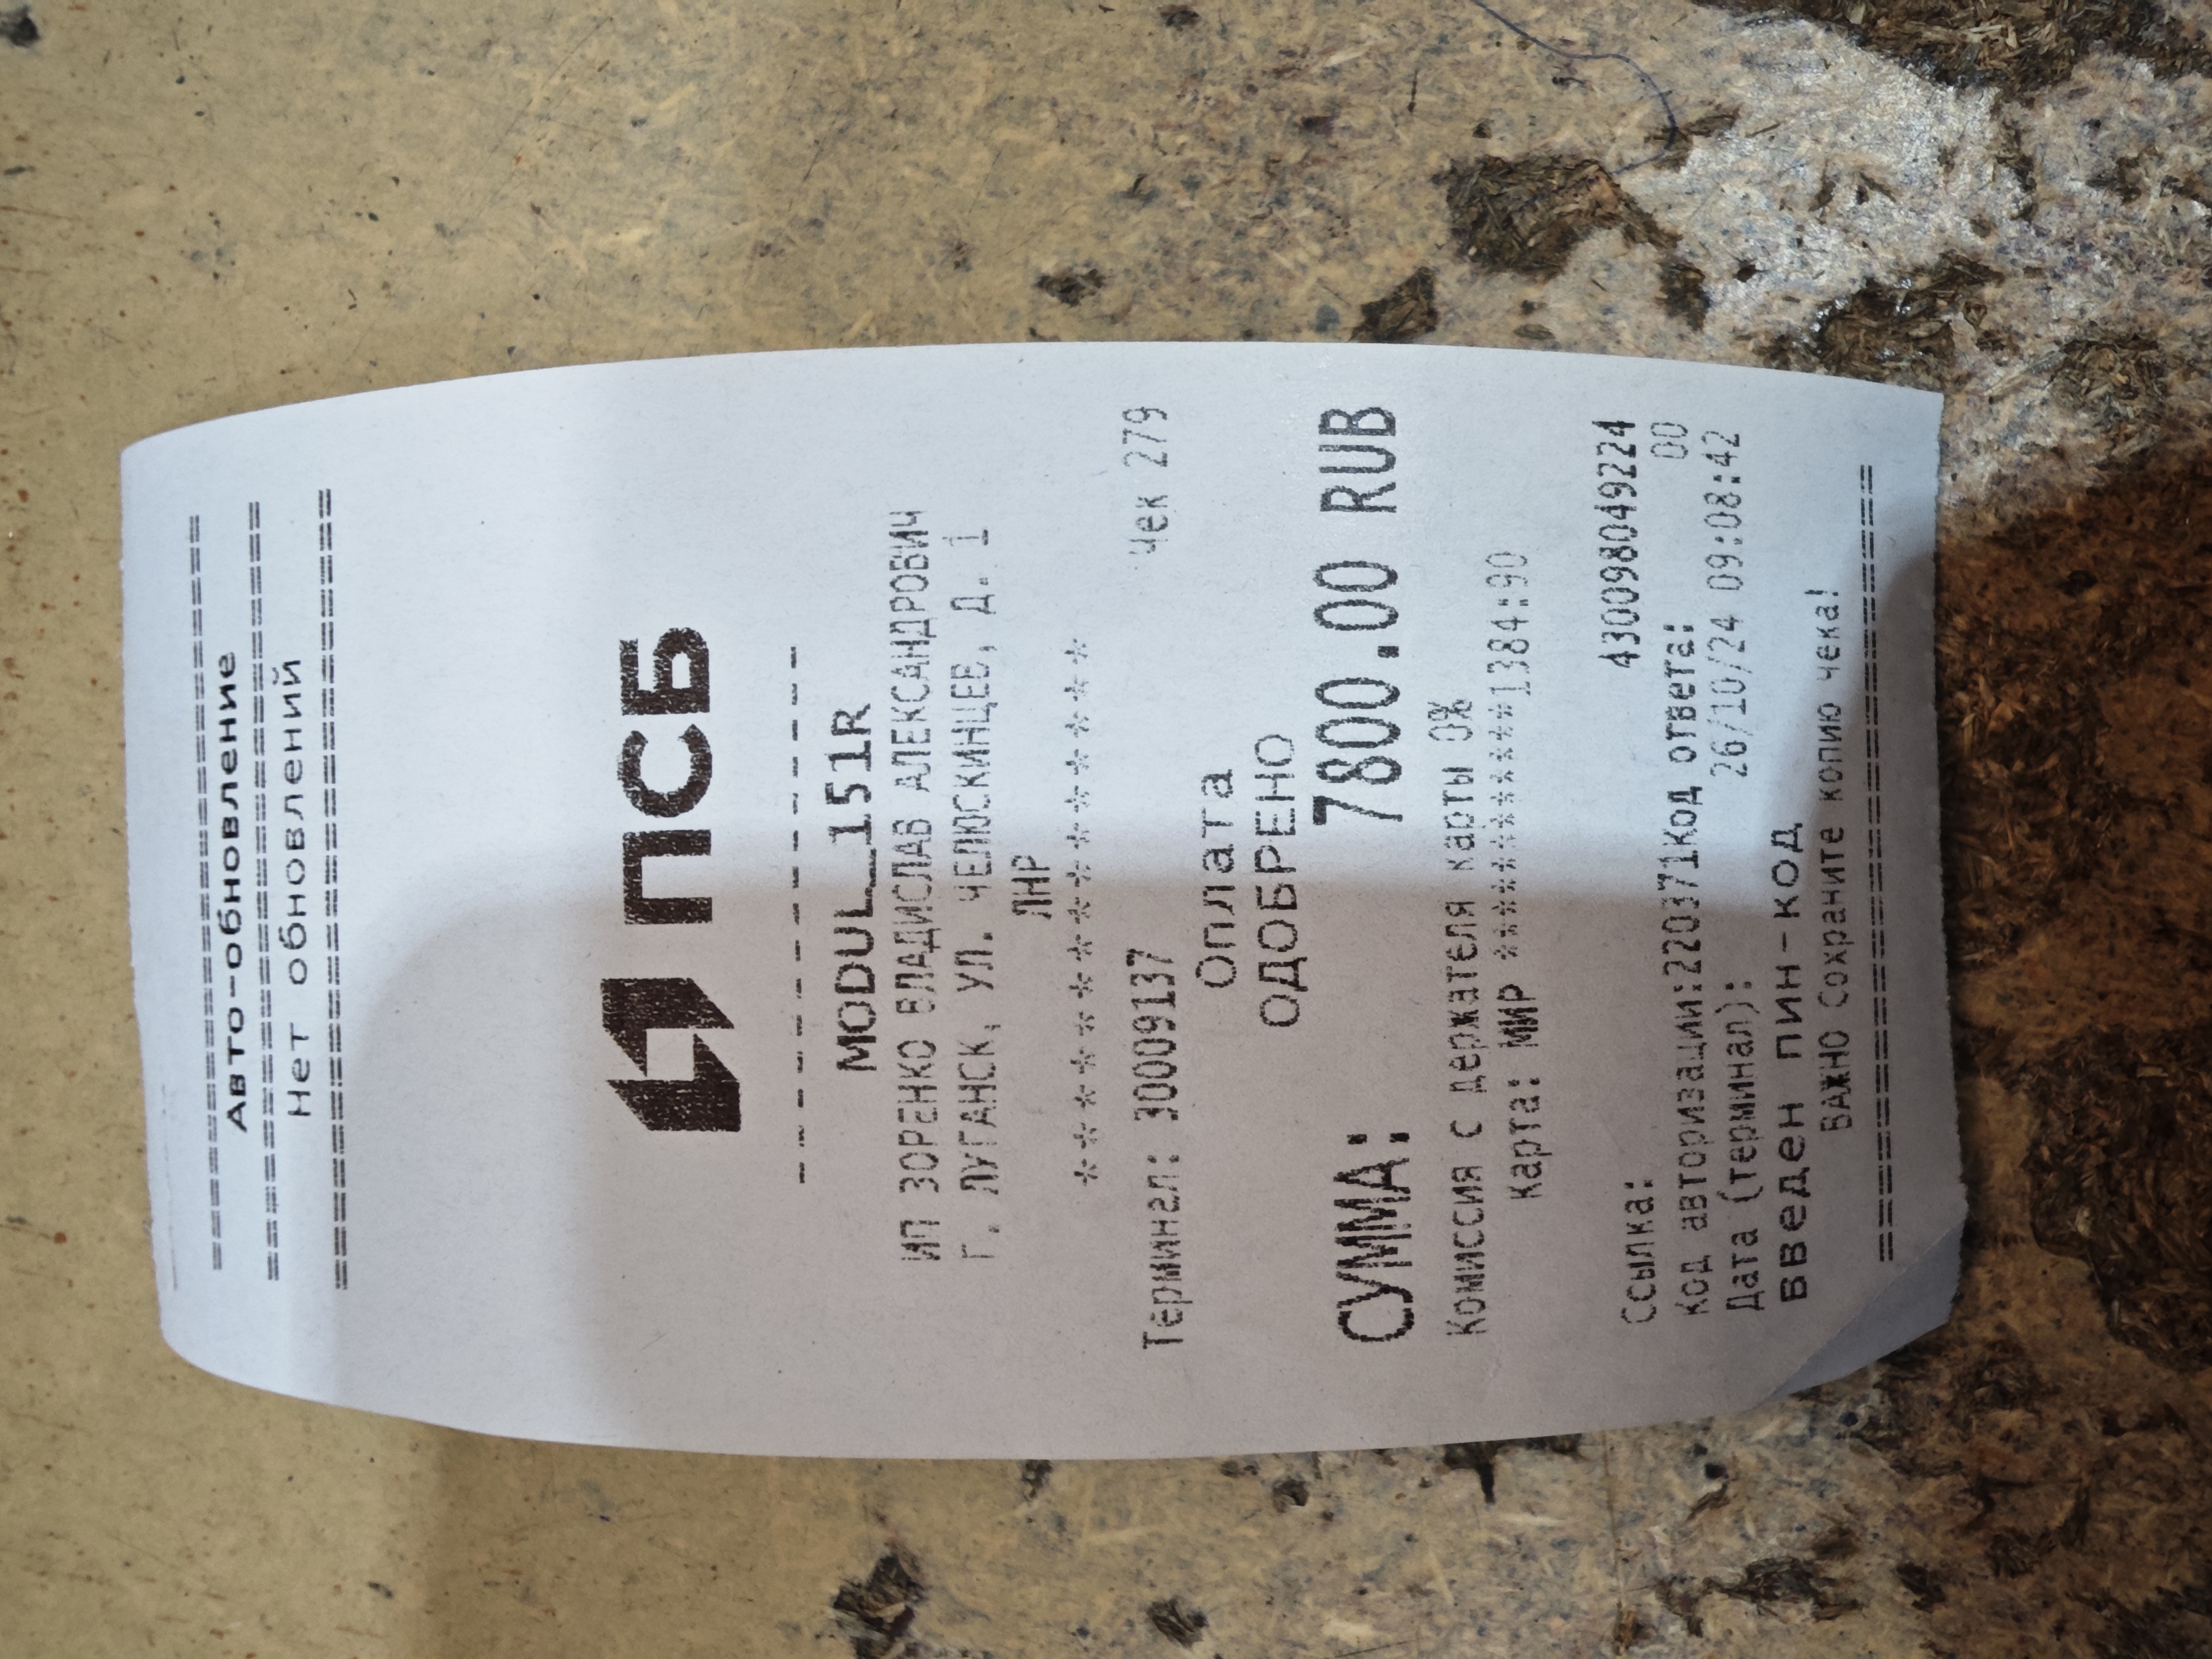 ================================
Авто-обновление
================================
Нет обновлений
================================
ПСБ
----------------
MODUL_151R
ИП ЗОРЕНКО ВЛАДИСЛАВ АЛЕКСАНДРОВИЧ
Г. ЛУГАНСК, УЛ. ЧЕЛЮСКИНЦЕВ, Д. 1
ЛНР
****************
Терминал: 30009137 Чек 279
Оплата
ОДОБРЕНО
СУММА: 7800.00 RUB
Комиссия с держателя карты 0%
Карта: МИР ************1384:90
Ссылка: 430098049224
Код авторизации:220371Код ответа: 00
Дата (терминал): 26/10/24 09:08:42
введен пин-код
ВАЖНО Сохраните копию чека!
================================